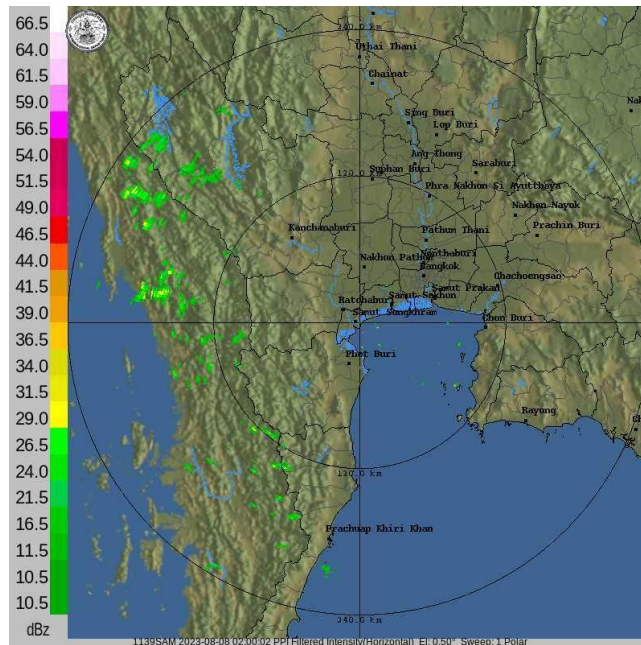 66.5
64.0
61.5
59.0
56.5
54.0
51.5
49.0
46.5
44.0
41.5
39.0
36.5
34.0
31.5
29.0
26.5
24.0
21.5
16.5
11.5
10.5
10.5
dBz
240.0 km
Uthai Thani
Chainat
Sing Buri
Lop Buri
Ang Thong
Saraburi
120.0 km
Suphan Buri
Phra Nakhon Si Ayutthaya
Nakhon Nayok
Kanchanaburi
Pathum Thani
Prachin Buri
Nonthaburi
Nakhon Pathom
Bangkok
Chachoengsao
Samut Prakan
Samut Sakhon
Ratchaburi
Samut Songkhram
Chon Buri
Phet Buri
Rayong
120.0 km
Prachuap Khiri Khan
240.0 km
1139SAM 2023-08-08 02:00:02 PPI Filtered Intensity(Horizontal) El: 0.50° Sweep: 1 Polar